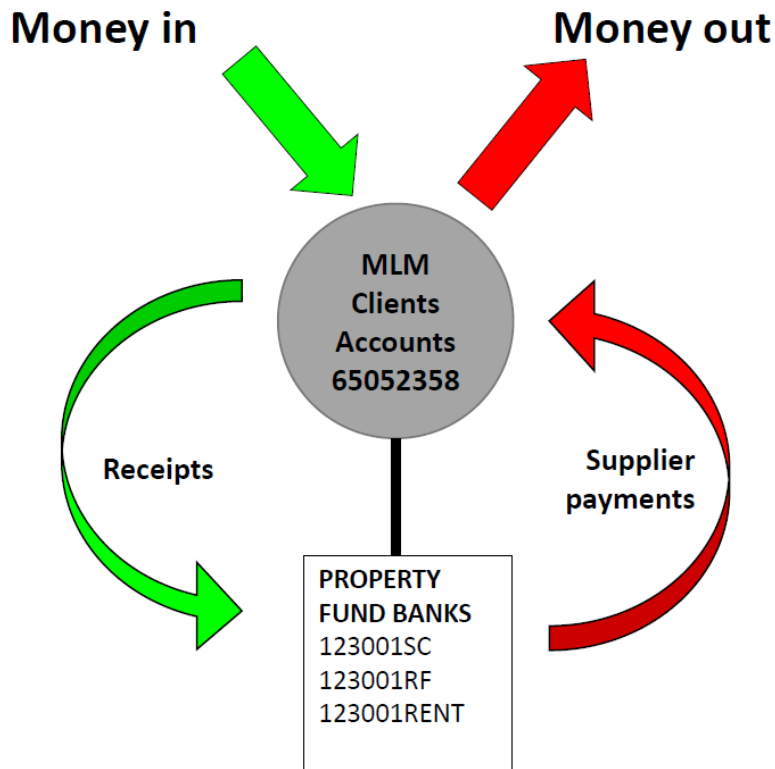 Money in
Money out
MLM
Clients
Accounts
65052358
Receipts
Supplier
payments
PROPERTY
FUND BANKS
123001SC
123001RF
123001RENT